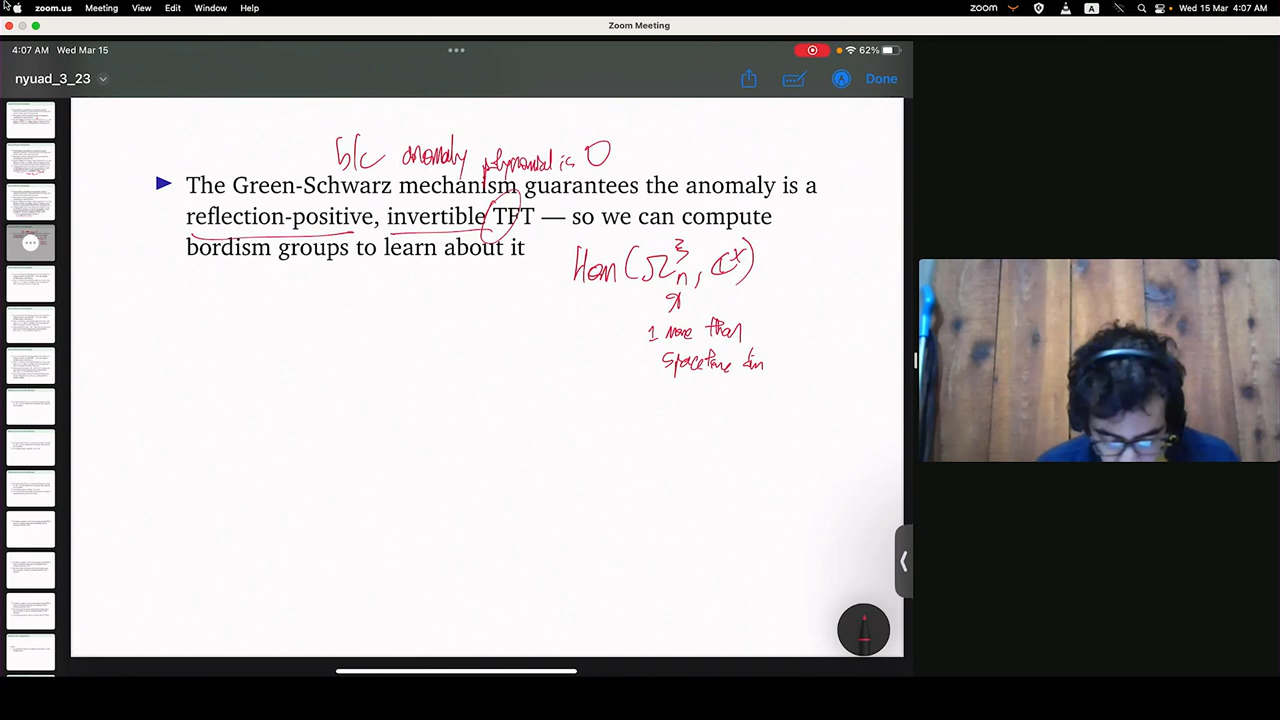 zoom.us Meeting View Edit Window Help zoom A Wed 15 Mar 4:07 AM
Zoom Meeting
4:07 AM Wed Mar 15 62%
nyuad_3_23 Done
b/c anomaly polynomial is 0
The Green-Schwarz mechanism guarantees the anomaly is a
reflection-positive, invertible TFT — so we can compute
bordism groups to learn about it
Hom(Ω^ξ_n, C^×)
1 more than
spacetime dim